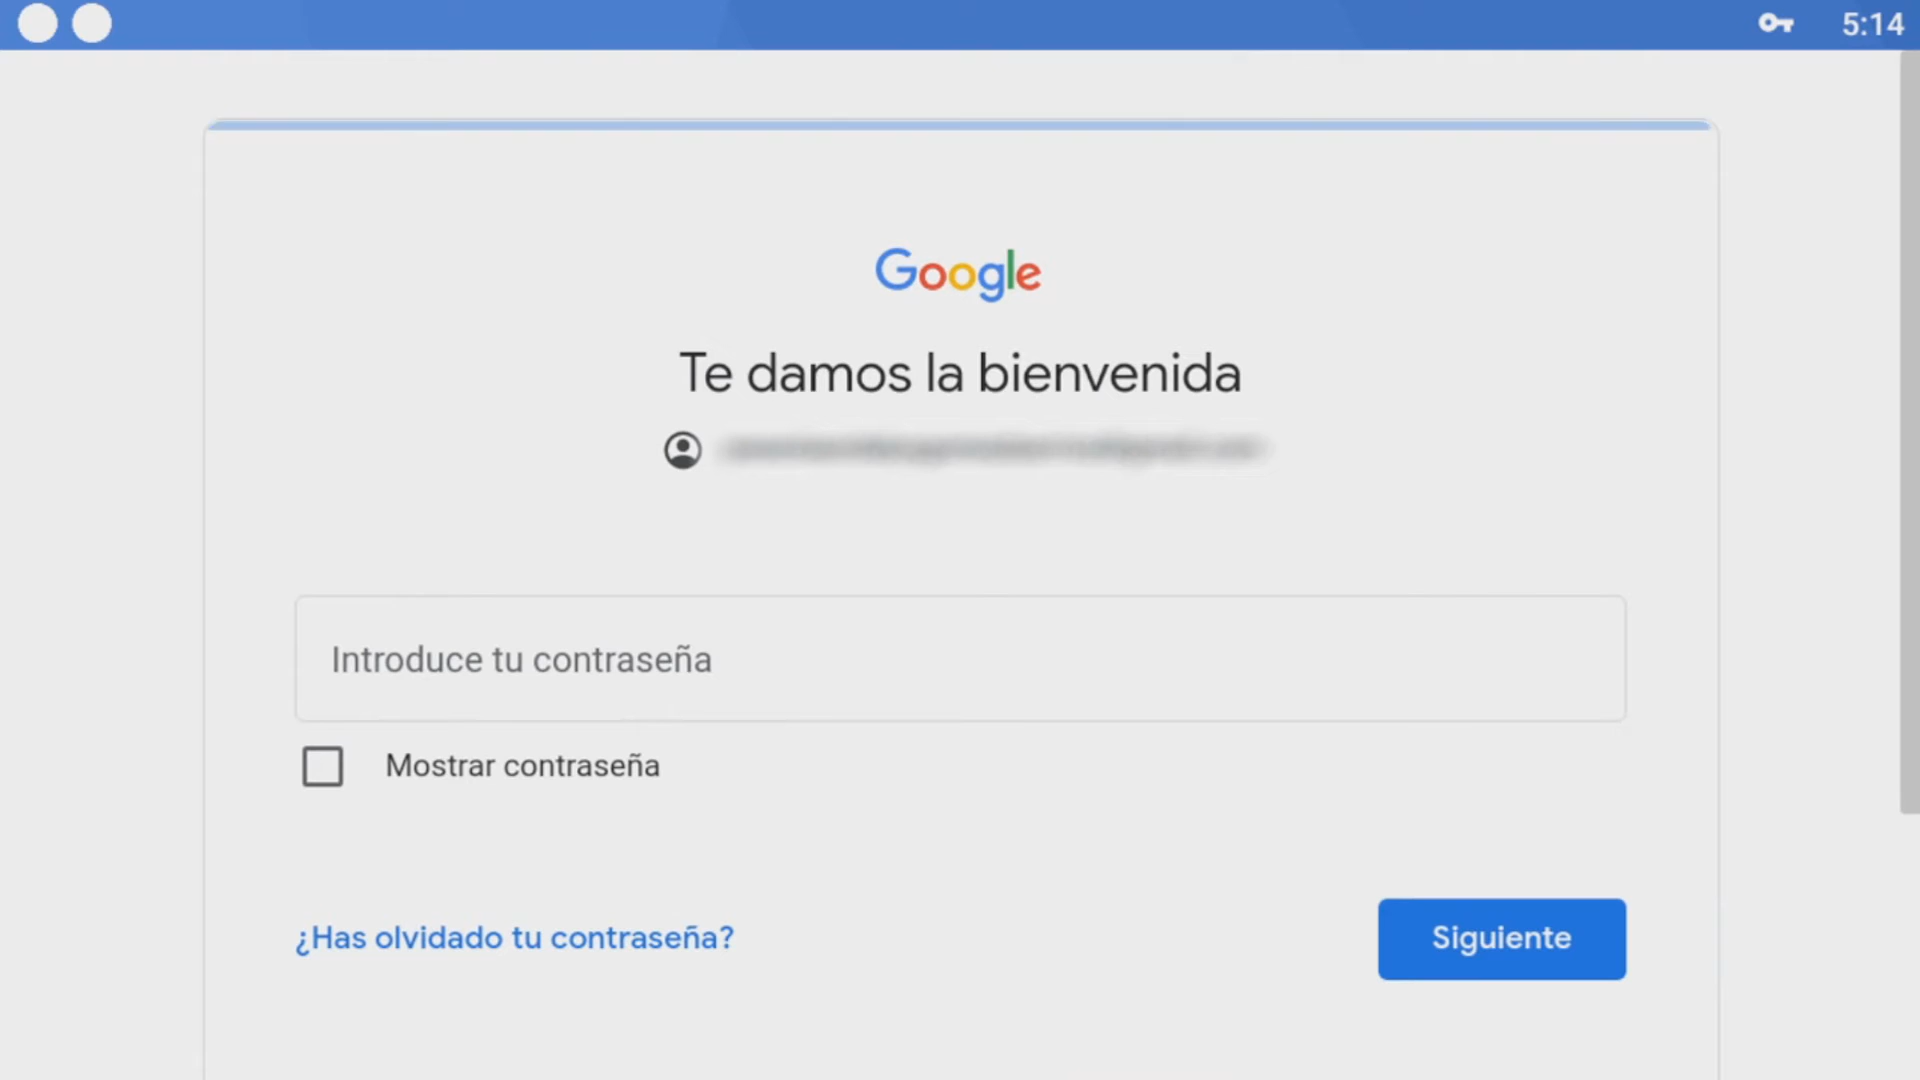 5:14
Google
Te damos la bienvenida
Introduce tu contraseña
Mostrar contraseña
¿Has olvidado tu contraseña?
Siguiente